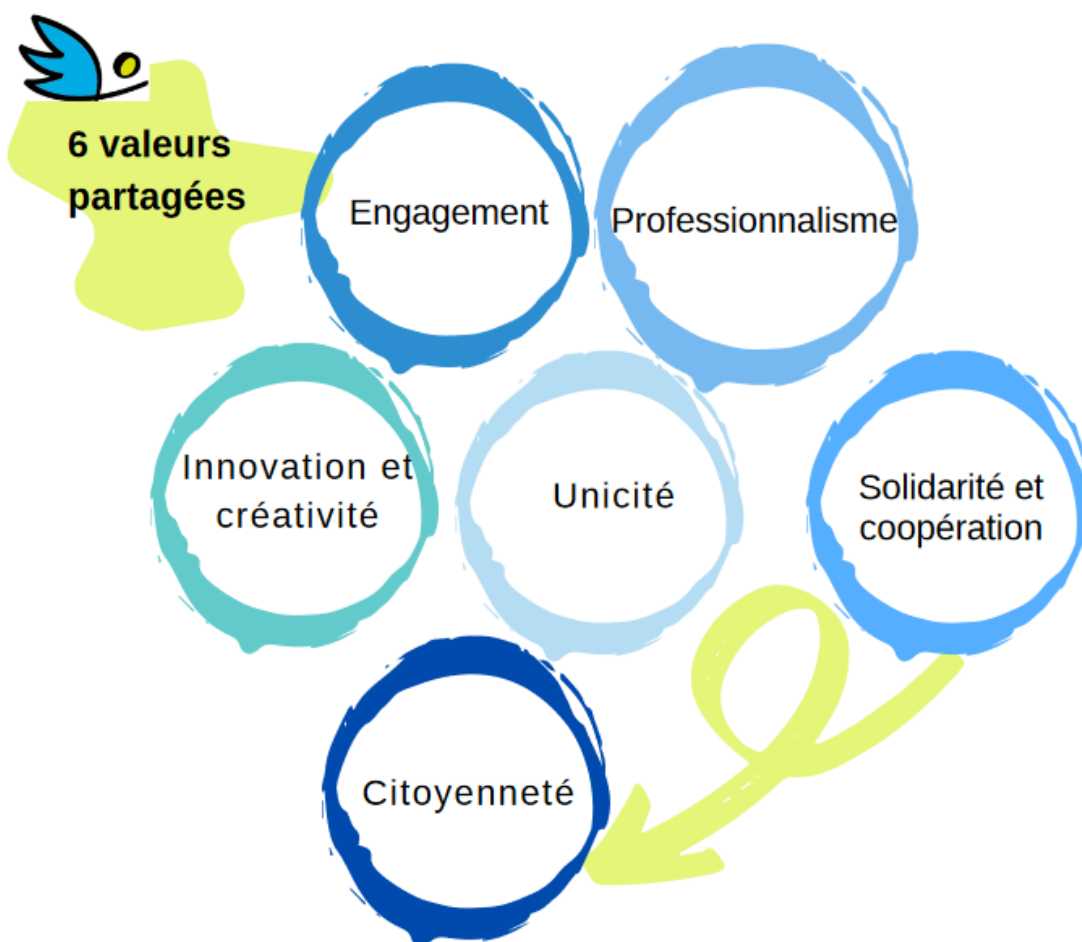 6 valeurs
partagées
Engagement
Professionnalisme
Innovation et
créativité
Unicité
Solidarité et
coopération
Citoyenneté